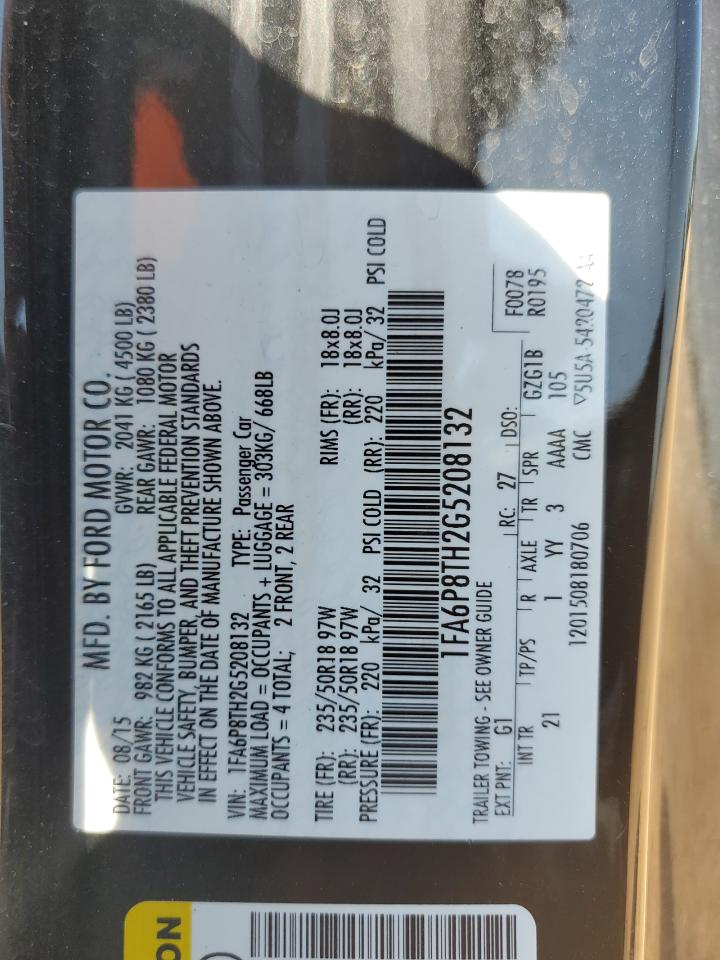 MFD. BY FORD MOTOR CO.
DATE: 08/15 GVWR: 2041 KG ( 4500 LB)
FRONT GAWR: 982 KG ( 2165 LB) REAR GAWR: 1080 KG ( 2380 LB)
THIS VEHICLE CONFORMS TO ALL APPLICABLE FEDERAL MOTOR
VEHICLE SAFETY, BUMPER, AND THEFT PREVENTION STANDARDS
IN EFFECT ON THE DATE OF MANUFACTURE SHOWN ABOVE.
VIN: 1FA6P8TH2G5208132 TYPE: Passenger Car
MAXIMUM LOAD = OCCUPANTS + LUGGAGE = 303KG/ 668LB
OCCUPANTS = 4 TOTAL; 2 FRONT, 2 REAR
TIRE (FR): 235/50R18 97W RIMS (FR): 18x8.0J
(RR): 235/50R18 97W (RR): 18x8.0J
PRESSURE (FR): 220 kPa/ 32 PSI COLD (RR): 220 kPa/ 32 PSI COLD
1FA6P8TH2G5208132
TRAILER TOWING - SEE OWNER GUIDE
EXT PNT: G1 RC: 27 DSO: F0078
INT TR TP/PS R AXLE TR SPR GZG1B R0195
21 1 YY 3 AAAA 105
1201508180706 CMC
ON